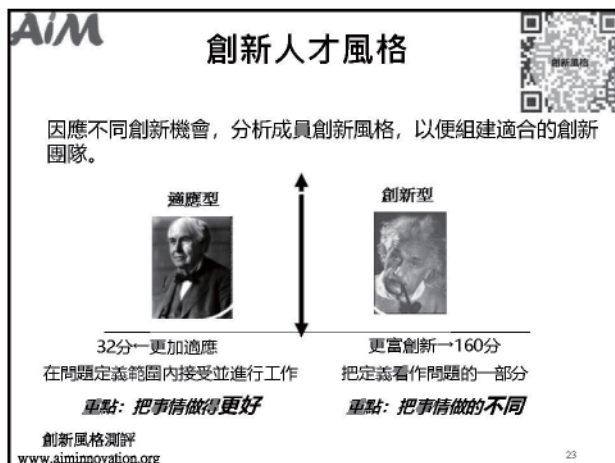 AiM
創新人才風格
創新風格
因應不同創新機會，分析成員創新風格，以便組建適合的創新
團隊。
適應型
創新型
32分←更加適應
更富創新→160分
在問題定義範圍內接受並進行工作
把定義看作問題的一部分
重點：把事情做得更好
重點：把事情做的不同
創新風格測評
www.aiminnovation.org
23